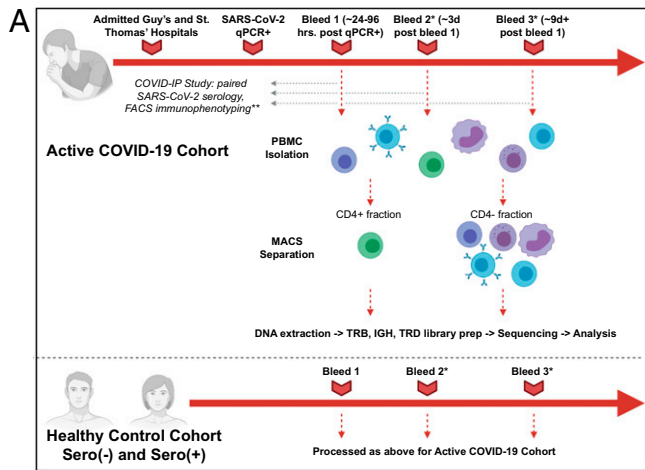 A
Admitted Guy's and St.
Thomas' Hospitals
SARS-CoV-2
qPCR+
Bleed 1 (~24-96
hrs. post qPCR+)
Bleed 2* (~3d
post bleed 1)
Bleed 3* (~9d+
post bleed 1)
COVID-IP Study: paired
SARS-CoV-2 serology,
FACS immunophenotyping**
Active COVID-19 Cohort
PBMC
Isolation
CD4+ fraction
CD4- fraction
MACS
Separation
DNA extraction -> TRB, IGH, TRD library prep -> Sequencing -> Analysis
Bleed 1
Bleed 2*
Bleed 3*
Healthy Control Cohort
Sero(-) and Sero(+)
Processed as above for Active COVID-19 Cohort